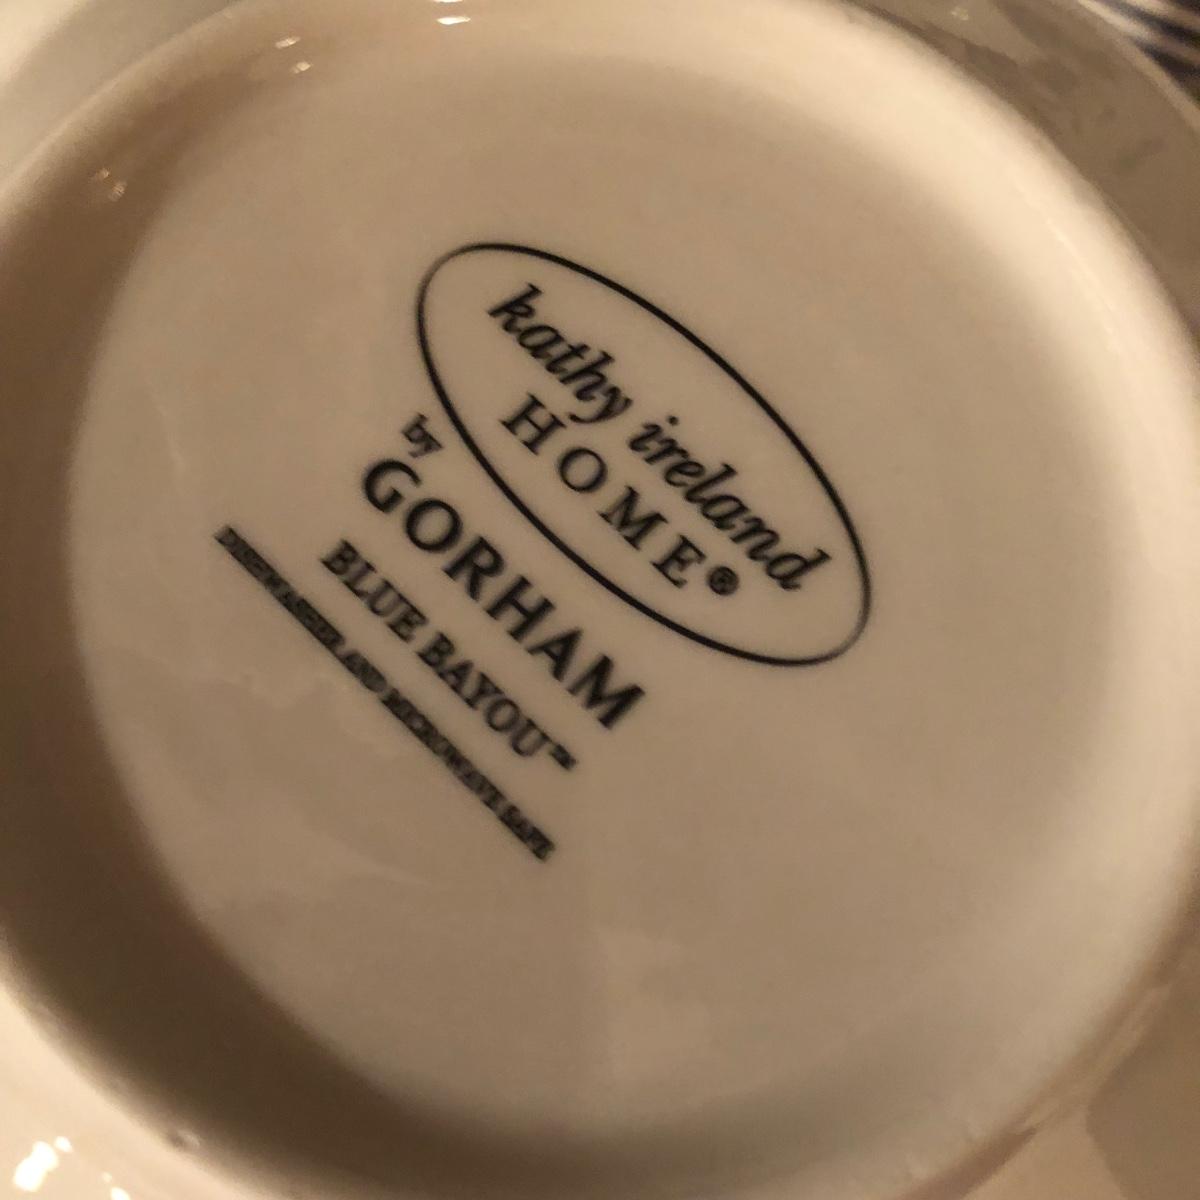 kathy ireland
HOME®
by
GORHAM
BLUE BAYOU™
DISHWASHER AND MICROWAVE SAFE